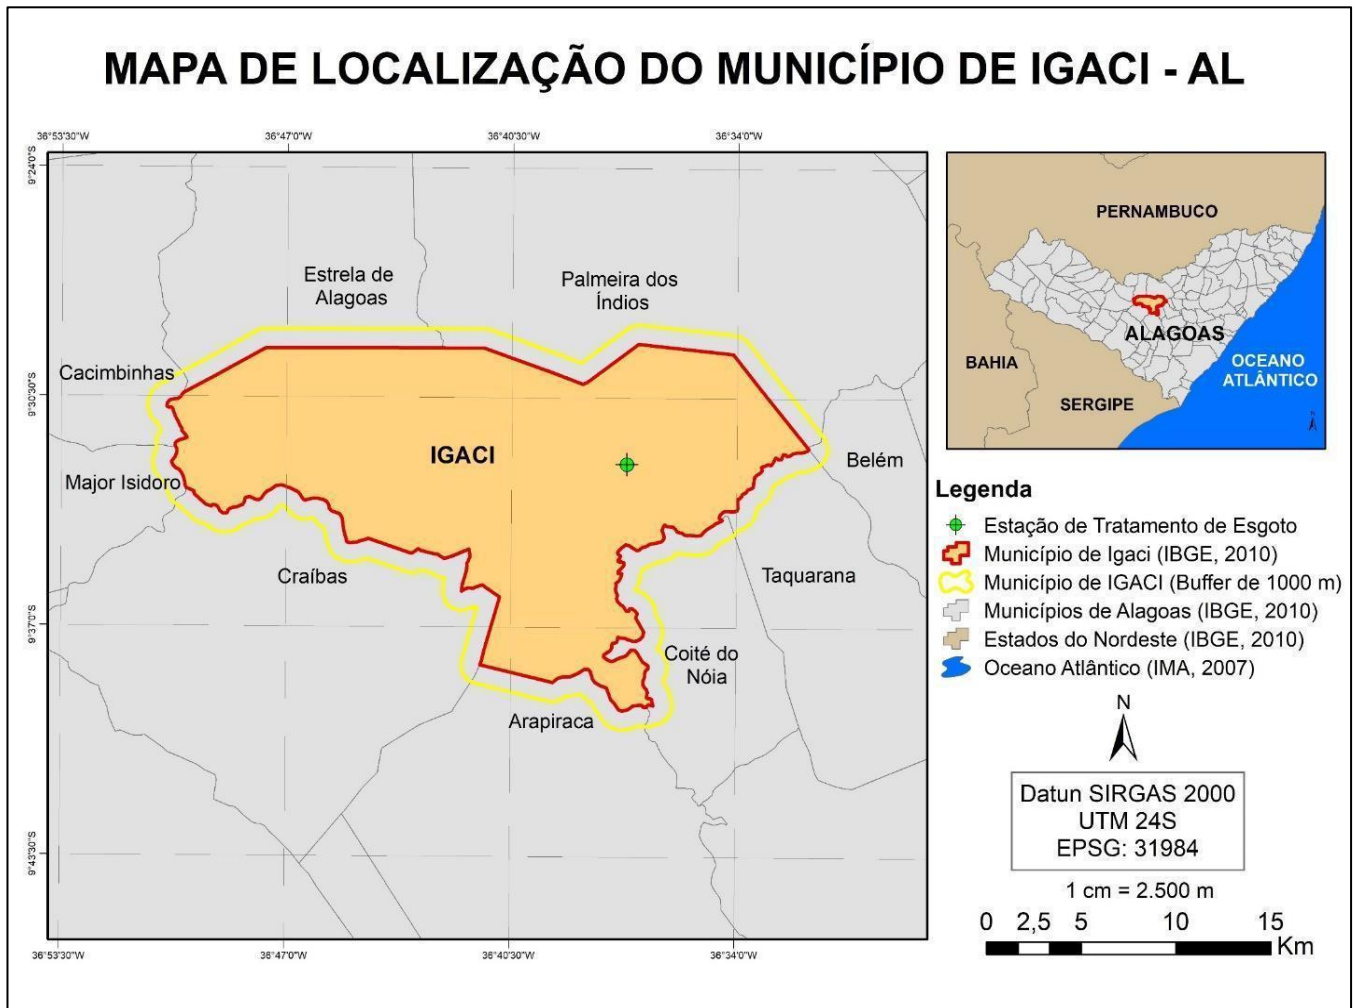 MAPA DE LOCALIZAÇÃO DO MUNICÍPIO DE IGACI - AL
36°53'30"W
36°47'0"W
36°40'30"W
36°34'0"W
9°24'0"S
9°30'30"S
9°37'0"S
9°43'30"S
Estrela de
Alagoas
Palmeira dos
Índios
Cacimbinhas
IGACI
Major Isidoro
Belém
Craíbas
Taquarana
Coité do
Nóia
Arapiraca
36°53'30"W
36°47'0"W
36°40'30"W
36°34'0"W
PERNAMBUCO
ALAGOAS
BAHIA
OCEANO
ATLÂNTICO
SERGIPE
Legenda
Estação de Tratamento de Esgoto
Município de Igaci (IBGE, 2010)
Município de IGACI (Buffer de 1000 m)
Municípios de Alagoas (IBGE, 2010)
Estados do Nordeste (IBGE, 2010)
Oceano Atlântico (IMA, 2007)
N
Datun SIRGAS 2000
UTM 24S
EPSG: 31984
1 cm = 2.500 m
0 2,5 5 10 15
Km